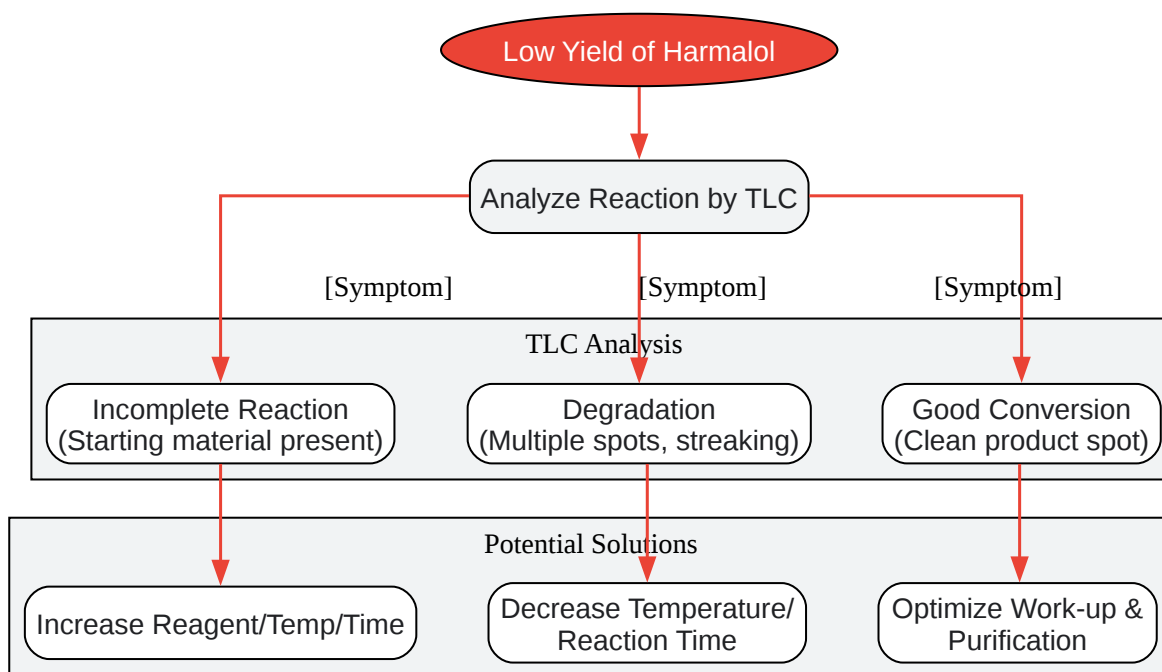 Low Yield of Harmalol
Analyze Reaction by TLC
[Symptom]
[Symptom]
[Symptom]
TLC Analysis
Incomplete Reaction
(Starting material present)
Degradation
(Multiple spots, streaking)
Good Conversion
(Clean product spot)
Potential Solutions
Increase Reagent/Temp/Time
Decrease Temperature/
Reaction Time
Optimize Work-up &
Purification